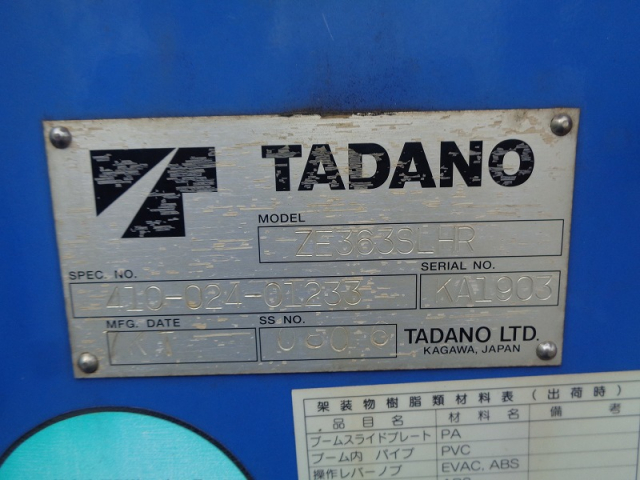 TADANO
MODEL
ZE363SLHR
SPEC. NO.
SERIAL NO.
410-024-01233
KA1903
MFG. DATE
SS NO.
TADANO LTD.
KAGAWA, JAPAN
架装物樹脂類材料表(出荷時)
品目名 材料名 備考
ブームスライドプレート PA
ブーム内 パイプ PVC
操作レバーノブ EVAC, ABS